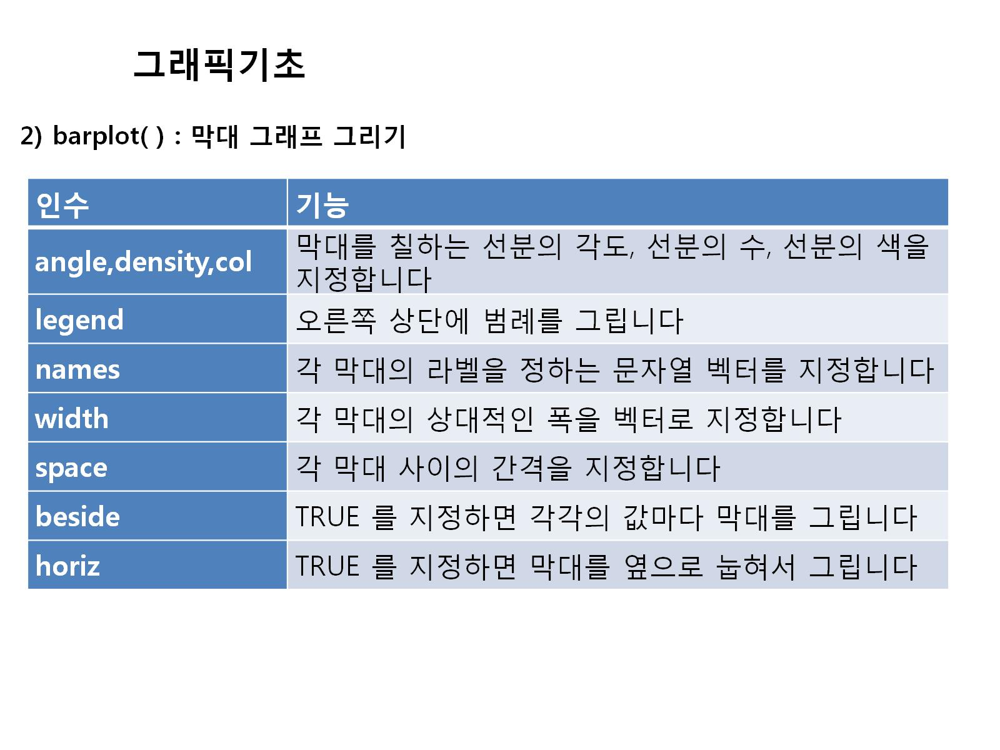 그래픽기초
2) barplot( ) : 막대 그래프 그리기
인수 기능
angle,density,col 막대를 칠하는 선분의 각도, 선분의 수, 선분의 색을
지정합니다
legend 오른쪽 상단에 범례를 그립니다
names 각 막대의 라벨을 정하는 문자열 벡터를 지정합니다
width 각 막대의 상대적인 폭을 벡터로 지정합니다
space 각 막대 사이의 간격을 지정합니다
beside TRUE 를 지정하면 각각의 값마다 막대를 그립니다
horiz TRUE 를 지정하면 막대를 옆으로 눕혀서 그립니다